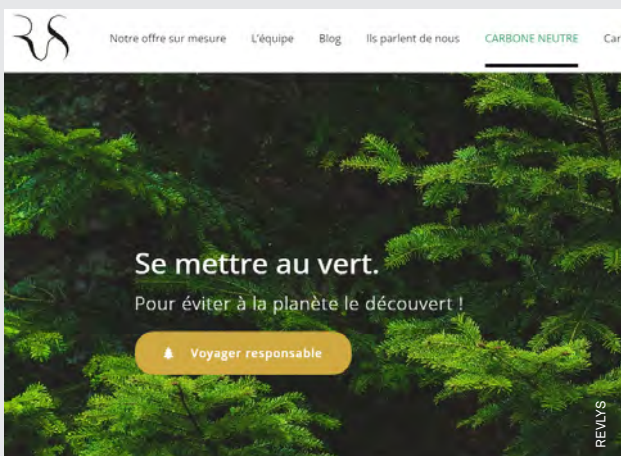 Notre offre sur mesure L'équipe Blog Ils parlent de nous CARBONE NEUTRE Car
Se mettre au vert.
Pour éviter à la planète le découvert !
Voyager responsable
REVLYS